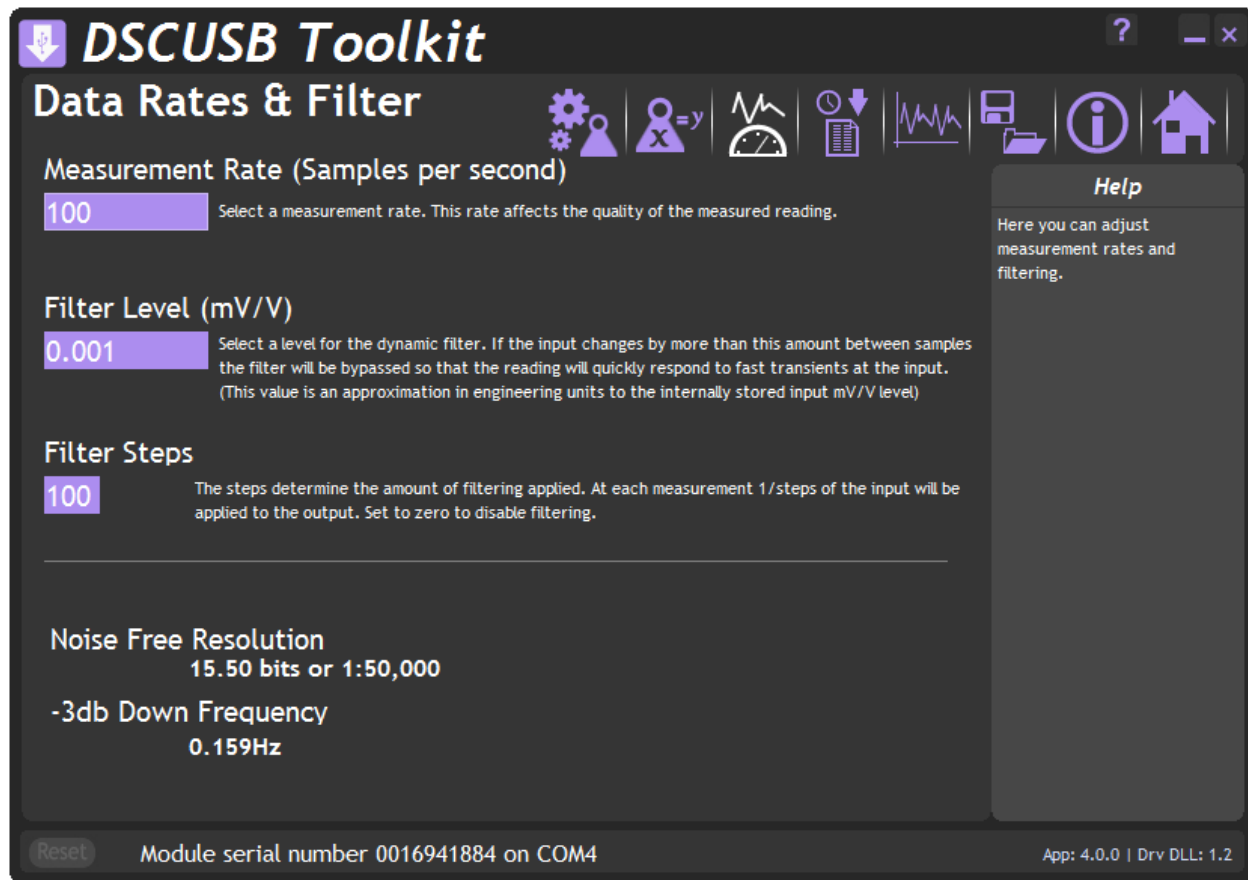 DSCUSB Toolkit
?
Data Rates & Filter
x
=y
Measurement Rate (Samples per second)
100
Select a measurement rate. This rate affects the quality of the measured reading.
Filter Level (mV/V)
0.001
Select a level for the dynamic filter. If the input changes by more than this amount between samples
the filter will be bypassed so that the reading will quickly respond to fast transients at the input.
(This value is an approximation in engineering units to the internally stored input mV/V level)
Filter Steps
100
The steps determine the amount of filtering applied. At each measurement 1/steps of the input will be
applied to the output. Set to zero to disable filtering.
Noise Free Resolution
15.50 bits or 1:50,000
-3db Down Frequency
0.159Hz
Help
Here you can adjust
measurement rates and
filtering.
Reset
Module serial number 0016941884 on COM4
App: 4.0.0 | Drv DLL: 1.2